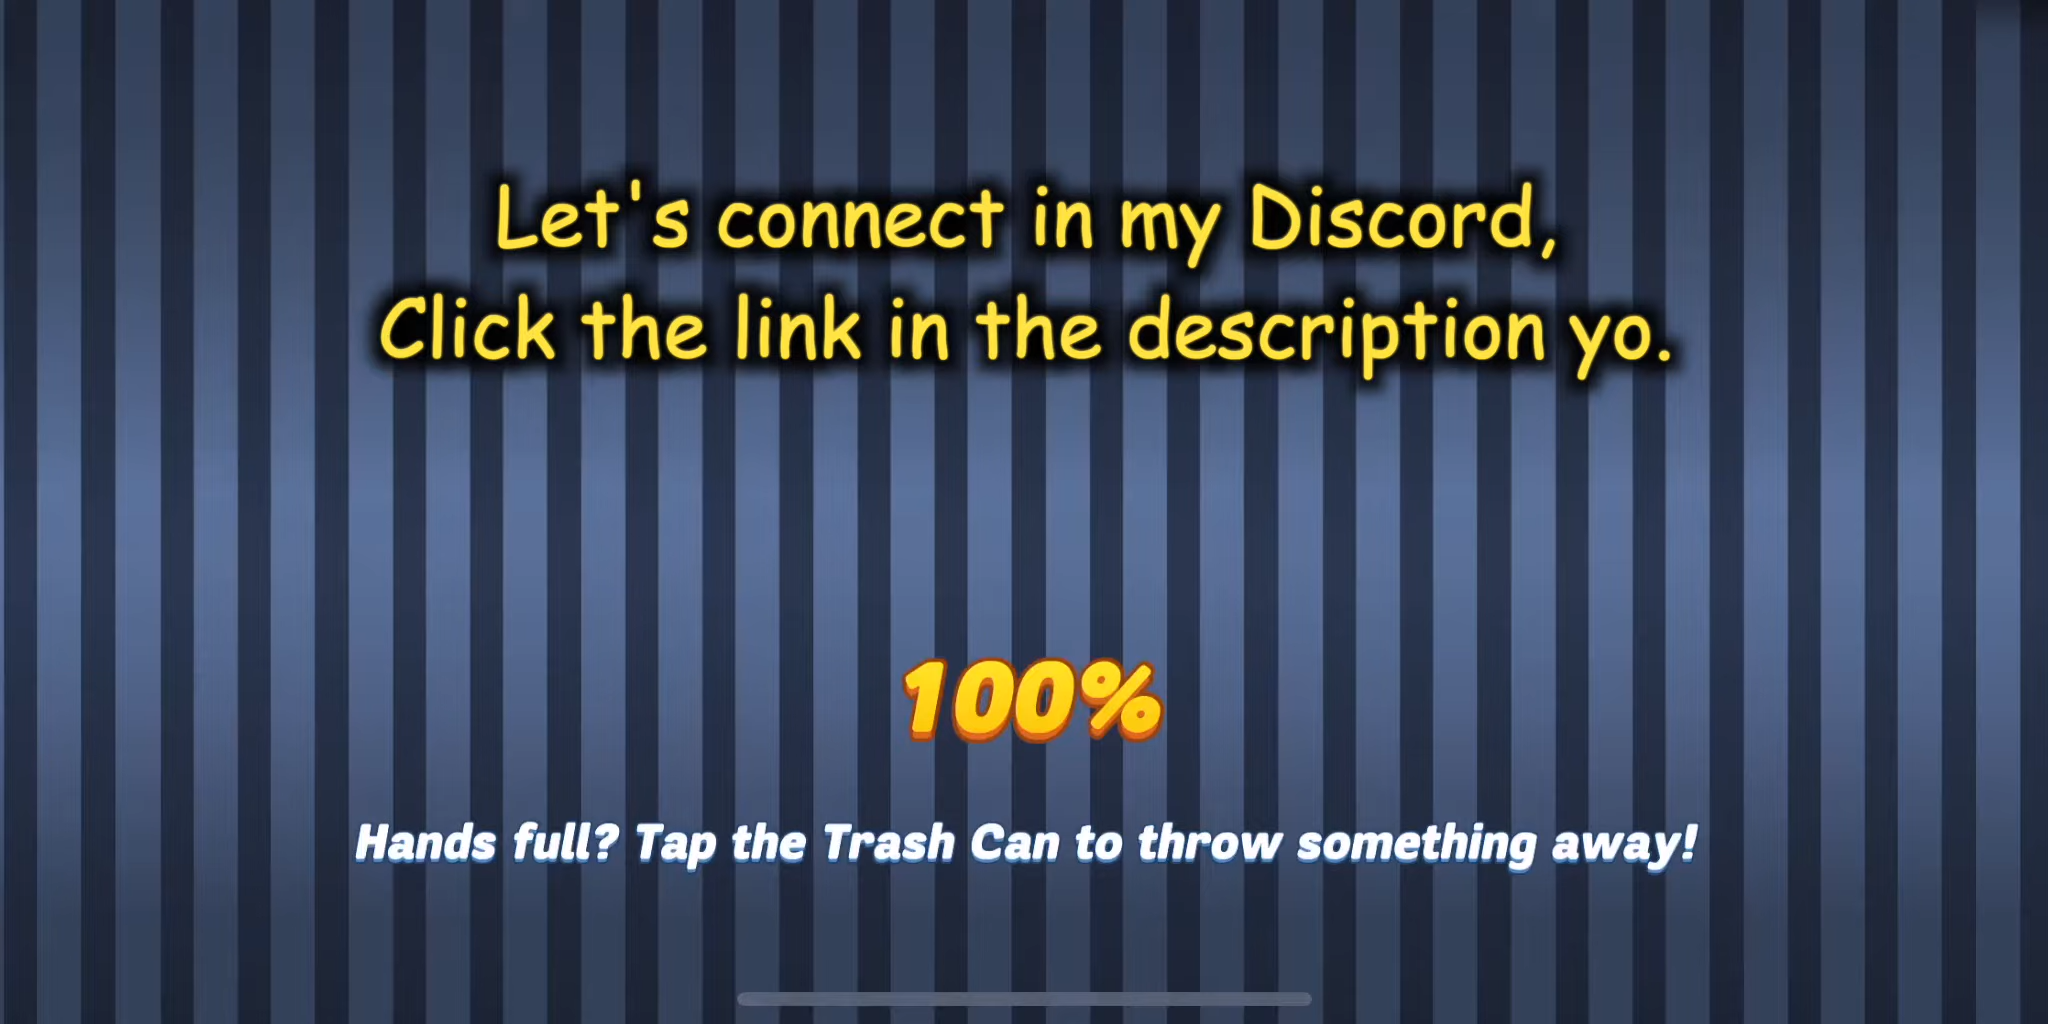 Let's connect in my Discord,
Click the link in the description yo.
100%
Hands full? Tap the Trash Can to throw something away!